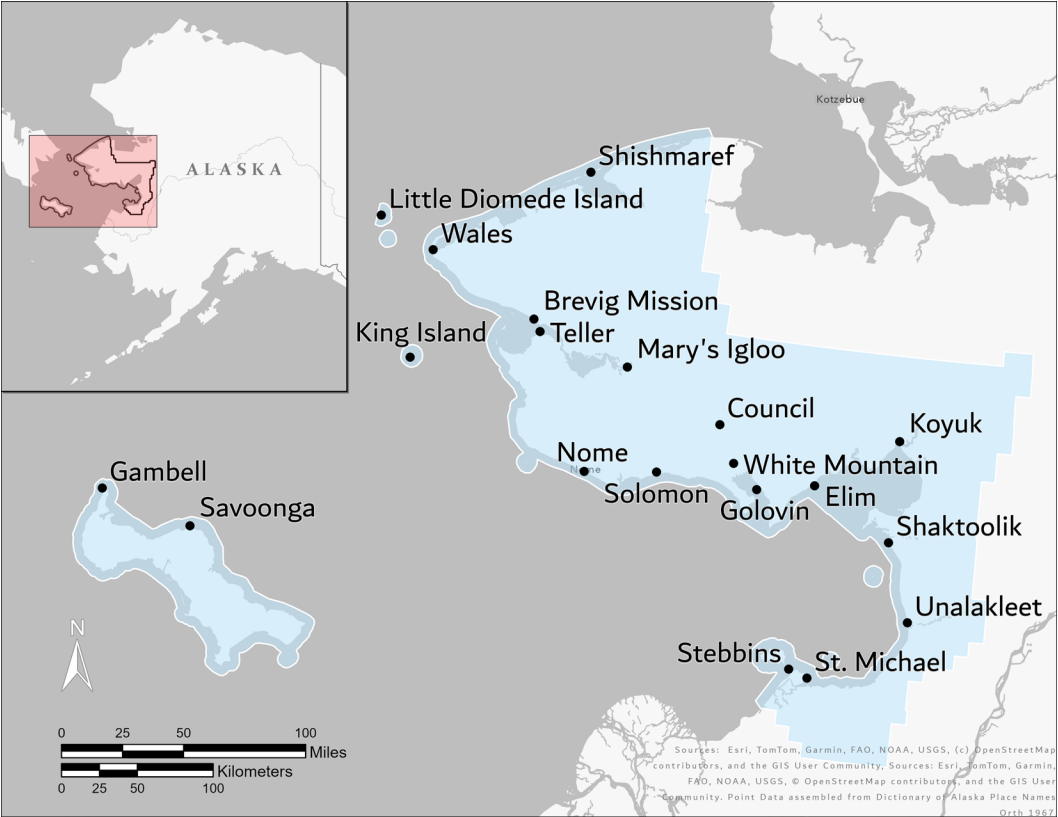 ALASKA
Kotzebue
Shishmaref
Little Diomede Island
Wales
Brevig Mission
King Island
Teller
Mary's Igloo
Council
Koyuk
Nome
Nome
White Mountain
Gambell
Solomon
Elim
Savoonga
Golovin
Shaktoolik
Unalakleet
N
Stebbins
St. Michael
0 25 50 100
Miles
Kilometers
0 25 50 100
Sources: Esri, TomTom, Garmin, FAO, NOAA, USGS, (c) OpenStreetMap
contributors, and the GIS User Community, Sources: Esri, TomTom, Garmin,
FAO, NOAA, USGS, © OpenStreetMap contributors, and the GIS User
Community. Point Data assembled from Dictionary of Alaska Place Names
Orth 1967